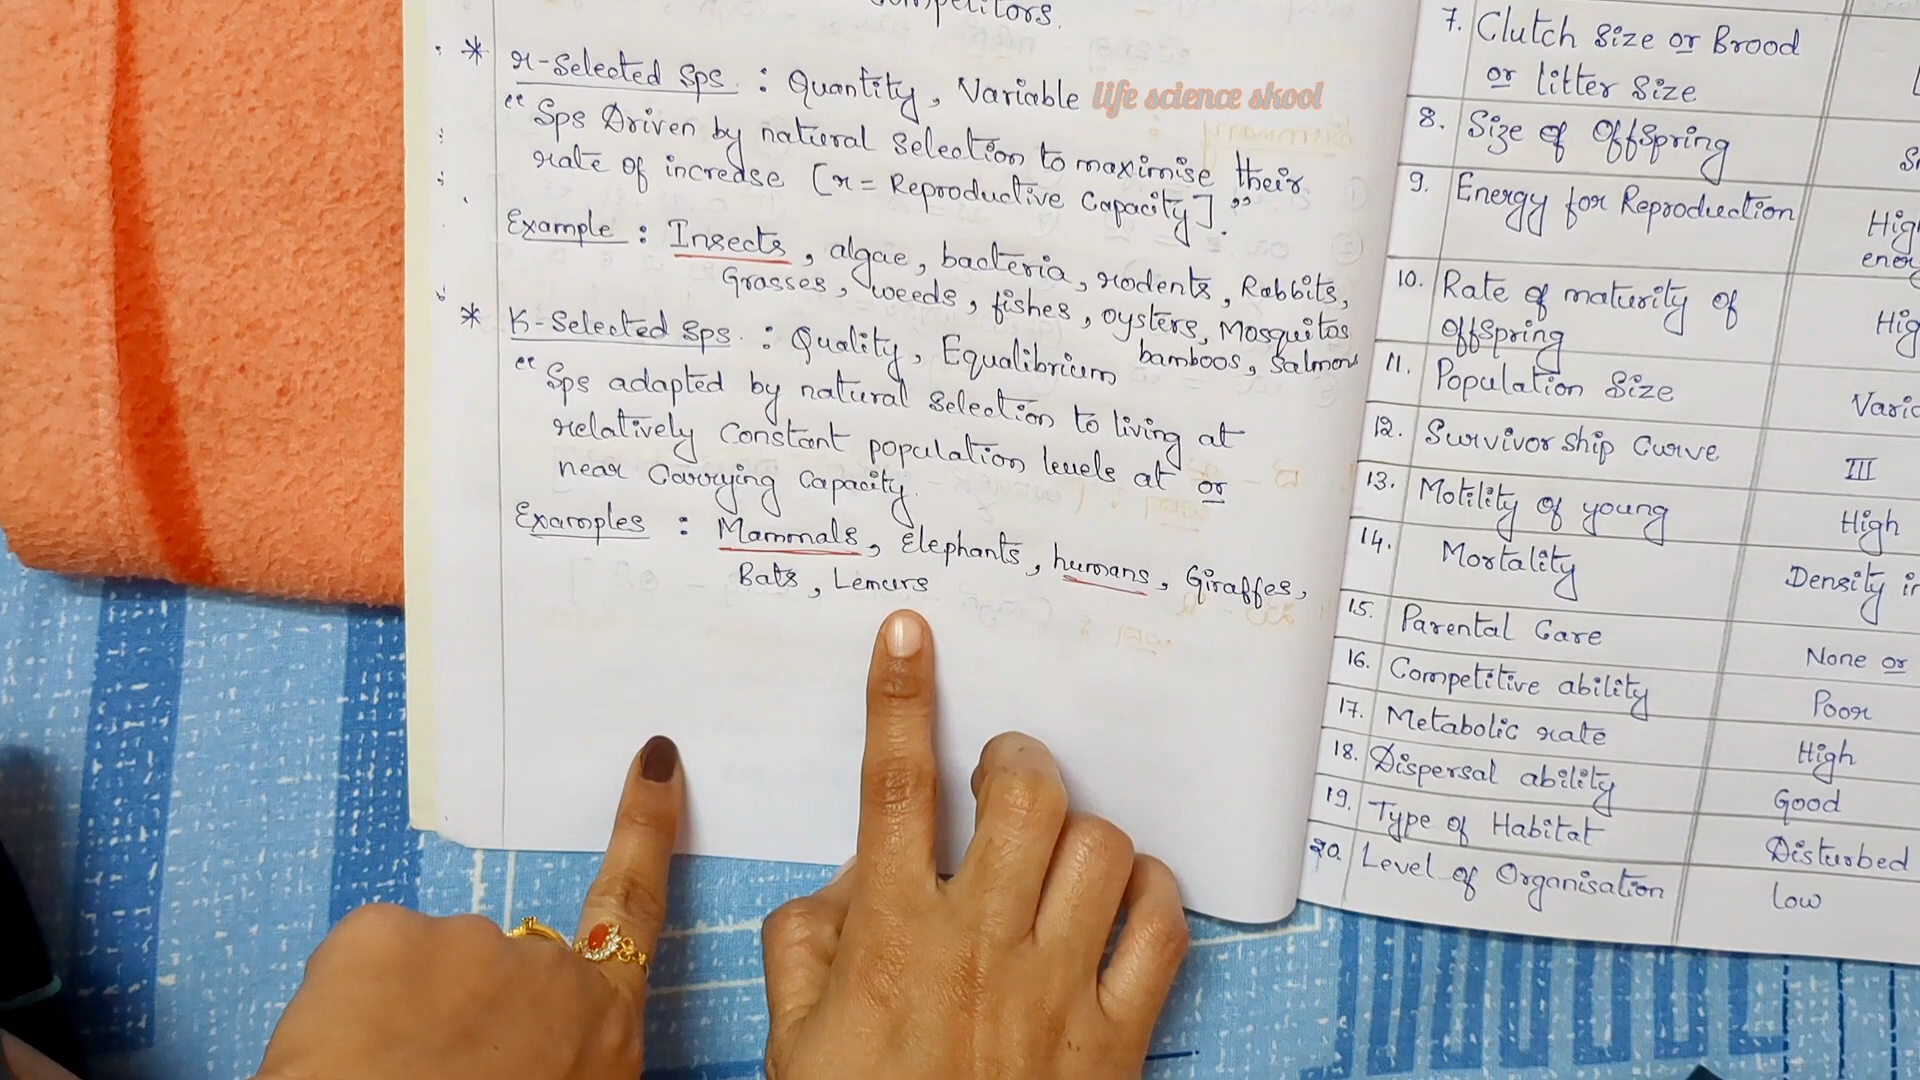 * r-selected Sps. : Quantity, Variable
life science skool
"Sps Driven by natural selection to maximise their
rate of increase [r = Reproductive Capacity]."
Example : Insects, algae, bacteria, rodents, Rabbits,
Grasses, weeds, fishes, oysters, Mosquitos
bamboos, Salmons
* K-Selected Sps. : Quality, Equalibrium
"Sps adapted by natural selection to living at
relatively constant population levels at or
near Carrying Capacity.
Examples : Mammals, Elephants, humans, Giraffes,
Bats, Lemurs
7. Clutch Size or Brood
or litter Size
8. Size of Offspring
9. Energy for Reproduction
10. Rate of maturity of
Offspring
11. Population Size
12. Survivorship Curve III
13. Motility of young High
14. Mortality Density
15. Parental Care None or
16. Competitive ability Poor
17. Metabolic rate High
18. Dispersal ability Good
19. Type of Habitat Disturbed
20. Level of Organisation Low